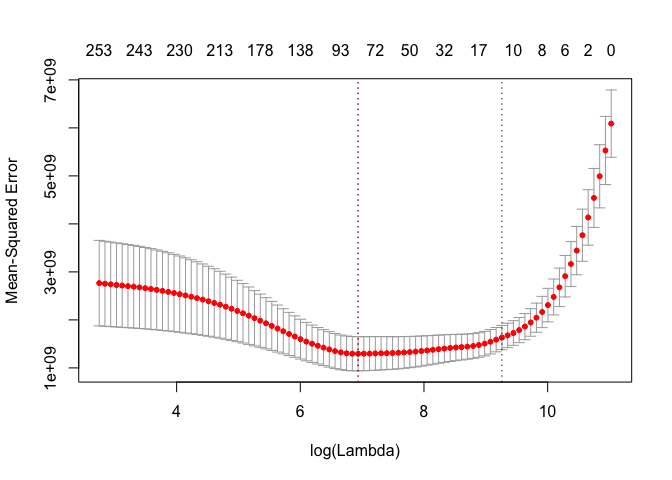 253 243 230 213 178 138 93 72 50 32 17 10 8 6 2 0
7e+09
5e+09
3e+09
1e+09
Mean-Squared Error
4 6 8 10
log(Lambda)